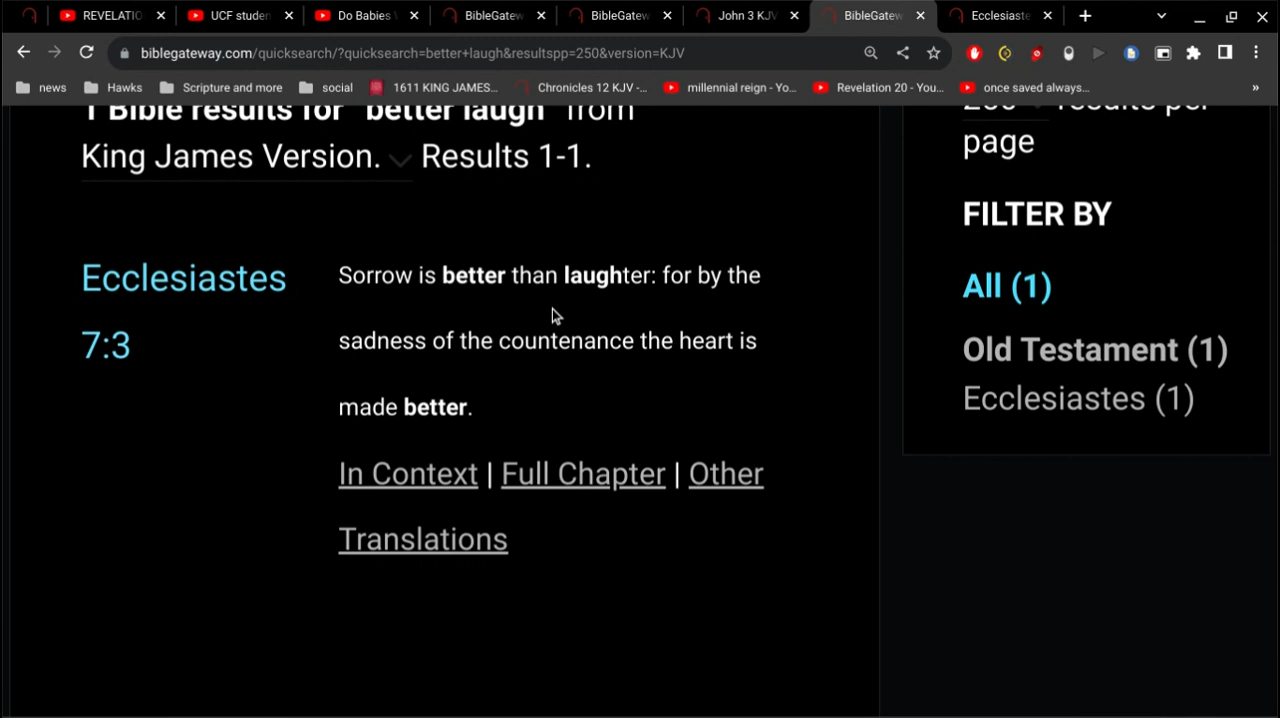 REVELATIO
UCF studen
Do Babies
BibleGatew
BibleGatew
John 3 KJV
BibleGatew
Ecclesiaste
biblegateway.com/quicksearch/?quicksearch=better+laugh&resultspp=250&version=KJV
news
Hawks
Scripture and more
social
1611 KING JAMES...
Chronicles 12 KJV -...
millennial reign - Yo...
Revelation 20 - You...
once saved always...
»
1 Bible results for "better laugh" from
King James Version. Results 1-1.
Ecclesiastes
7:3
Sorrow is better than laughter: for by the
sadness of the countenance the heart is
made better.
In Context | Full Chapter | Other
Translations
250 results per
page
FILTER BY
All (1)
Old Testament (1)
Ecclesiastes (1)